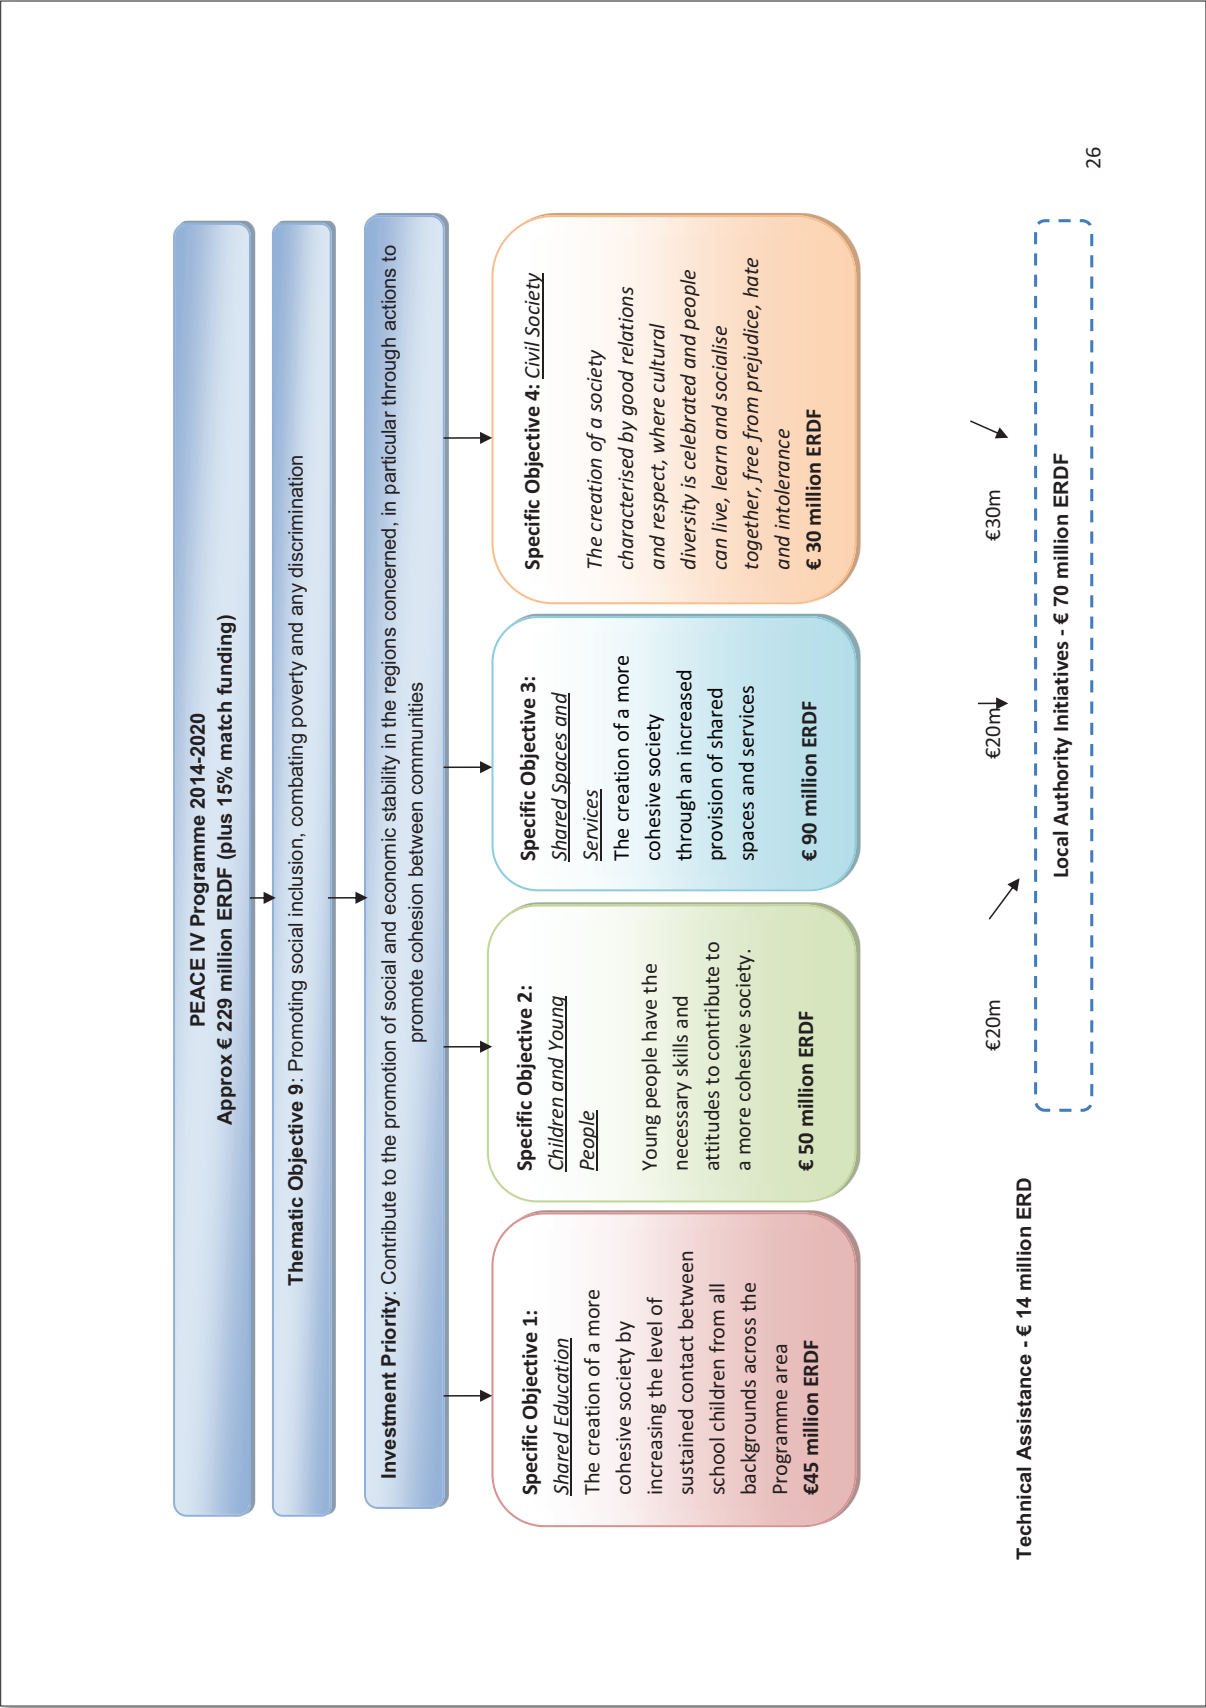 PEACE IV Programme 2014-2020
Approx € 229 million ERDF (plus 15% match funding)
Thematic Objective 9: Promoting social inclusion, combating poverty and any discrimination
Investment Priority: Contribute to the promotion of social and economic stability in the regions concerned, in particular through actions to
promote cohesion between communities
Specific Objective 1:
Shared Education
The creation of a more
cohesive society by
increasing the level of
sustained contact between
school children from all
backgrounds across the
Programme area
€45 million ERDF
Specific Objective 2:
Children and Young
People
Young people have the
necessary skills and
attitudes to contribute to
a more cohesive society.
€ 50 million ERDF
Specific Objective 3:
Shared Spaces and
Services
The creation of a more
cohesive society
through an increased
provision of shared
spaces and services
€ 90 million ERDF
Specific Objective 4: Civil Society
The creation of a society
characterised by good relations
and respect, where cultural
diversity is celebrated and people
can live, learn and socialise
together, free from prejudice, hate
and intolerance
€ 30 million ERDF
€20m
€20m
€30m
Technical Assistance - € 14 million ERD
Local Authority Initiatives - € 70 million ERDF
26